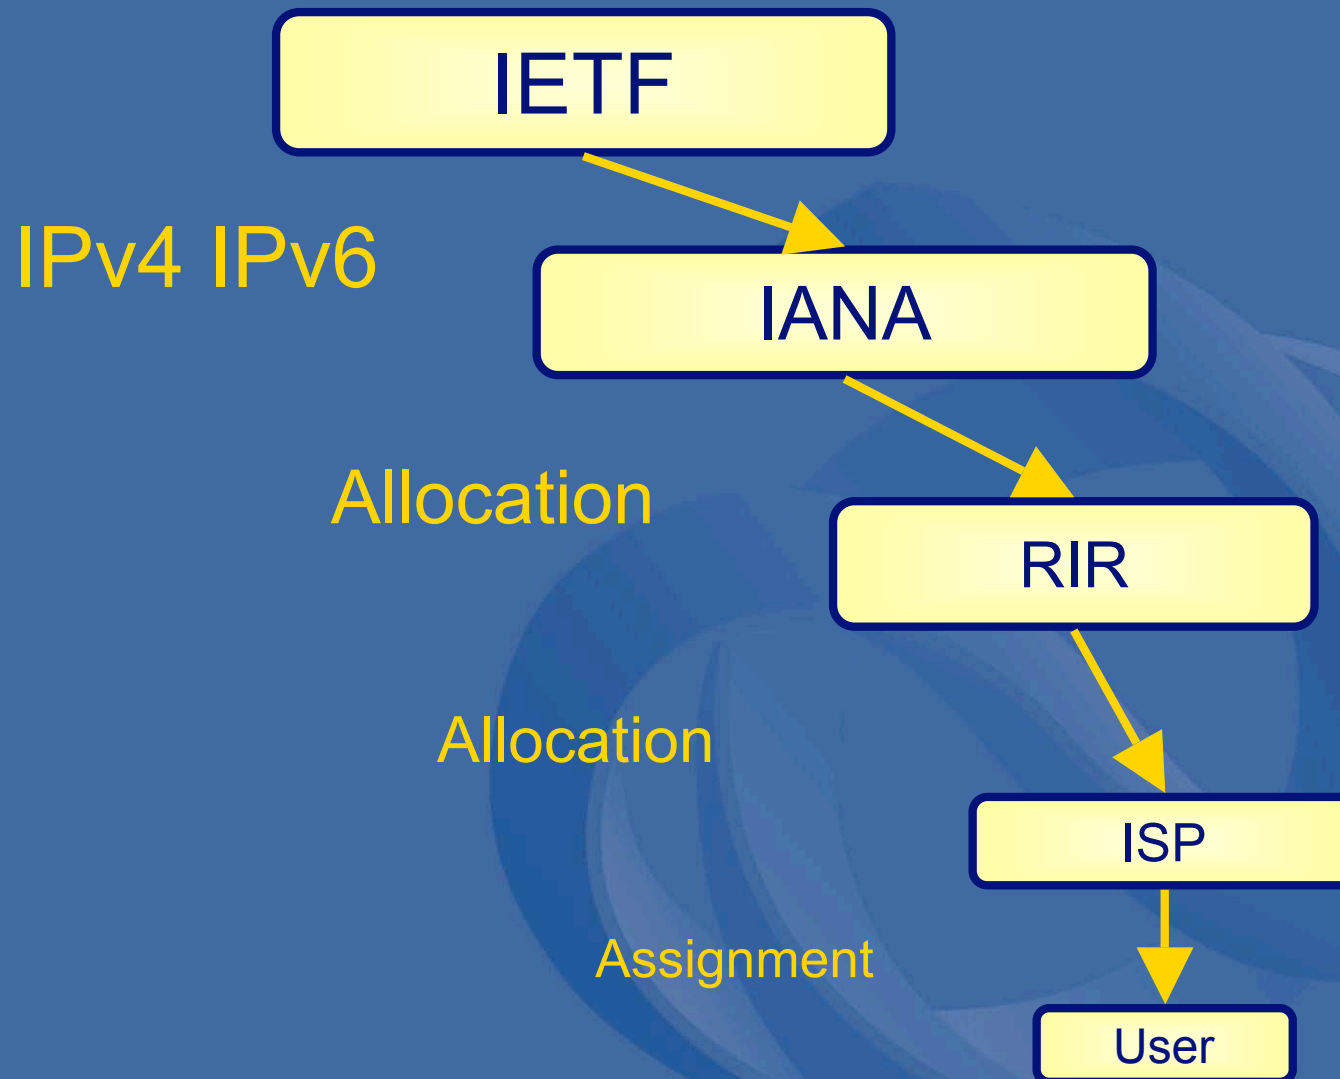 IETF
IPv4 IPv6
IANA
Allocation
RIR
Allocation
ISP
Assignment
User